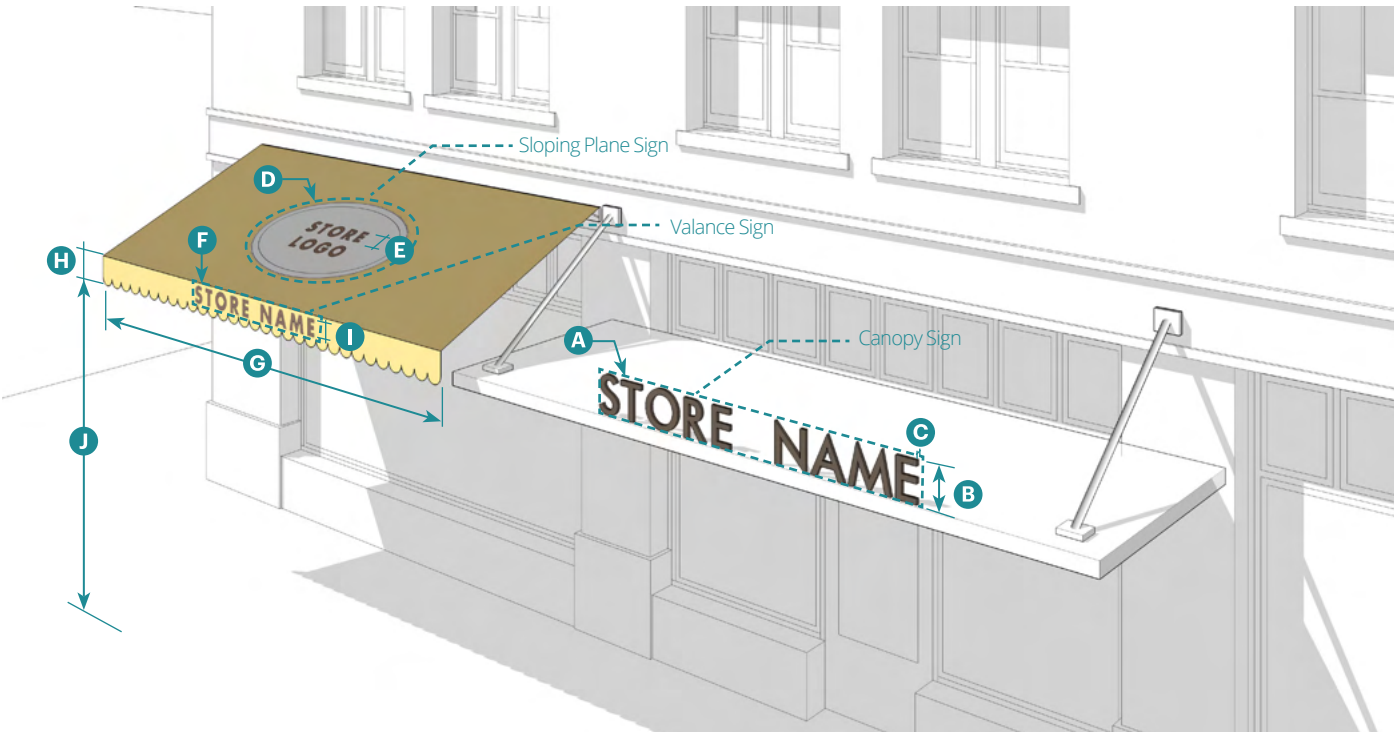 Sloping Plane Sign
D
STORE
LOGO
E
F
Valance Sign
H
STORE NAME
I
G
A
Canopy Sign
STORE NAME
C
B
J